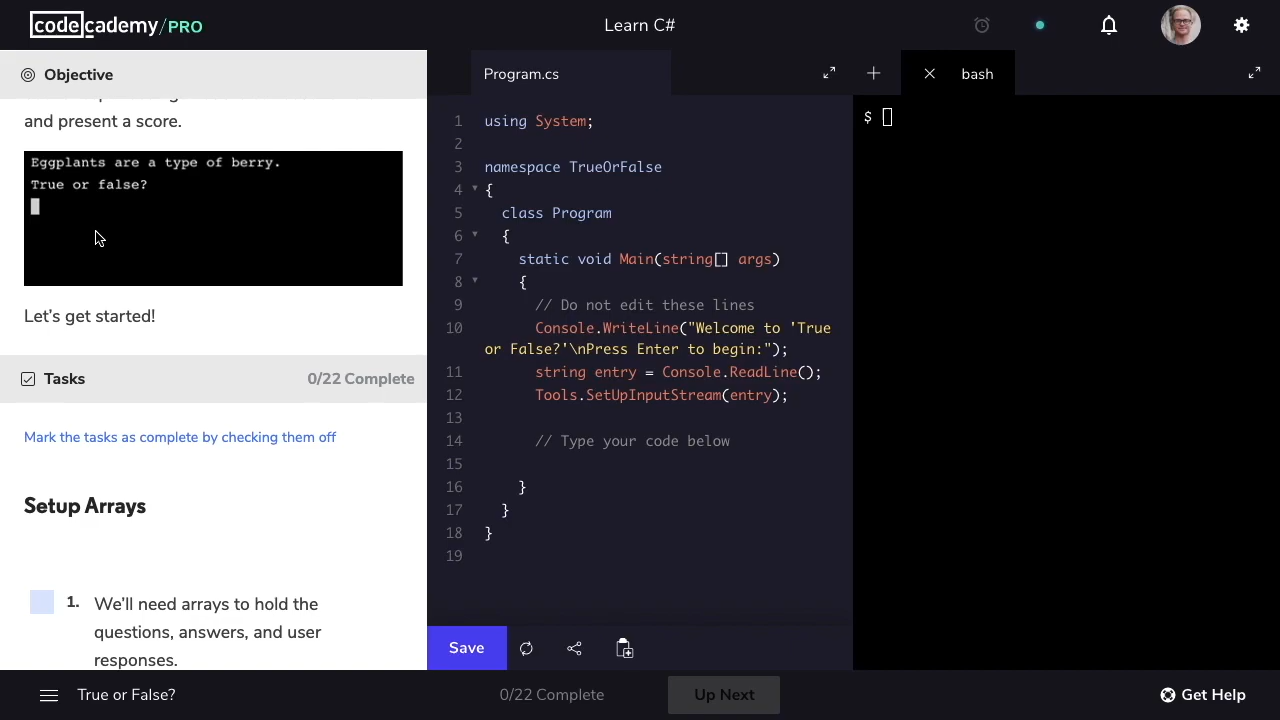 codecademy/PRO
Learn C#
Objective
and present a score.
Eggplants are a type of berry.
True or false?
Let's get started!
Tasks
0/22 Complete
Mark the tasks as complete by checking them off
Setup Arrays
1. We'll need arrays to hold the
questions, answers, and user
responses.
Program.cs
1 using System;
2
3 namespace TrueOrFalse
4 {
5 class Program
6 {
7 static void Main(string[] args)
8 {
9 // Do not edit these lines
10 Console.WriteLine("Welcome to 'True
or False?'\nPress Enter to begin:");
11 string entry = Console.ReadLine();
12 Tools.SetUpInputStream(entry);
13
14 // Type your code below
15
16 }
17 }
18 }
19
Save
bash
$
True or False?
0/22 Complete
Up Next
Get Help